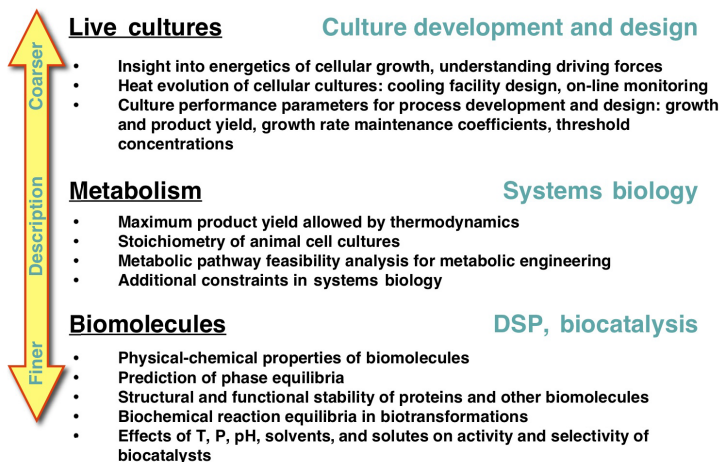 Live cultures Culture development and design
• Insight into energetics of cellular growth, understanding driving forces
• Heat evolution of cellular cultures: cooling facility design, on-line monitoring
• Culture performance parameters for process development and design: growth
and product yield, growth rate maintenance coefficients, threshold
concentrations
Metabolism Systems biology
• Maximum product yield allowed by thermodynamics
• Stoichiometry of animal cell cultures
• Metabolic pathway feasibility analysis for metabolic engineering
• Additional constraints in systems biology
Biomolecules DSP, biocatalysis
• Physical-chemical properties of biomolecules
• Prediction of phase equilibria
• Structural and functional stability of proteins and other biomolecules
• Biochemical reaction equilibria in biotransformations
• Effects of T, P, pH, solvents, and solutes on activity and selectivity of
biocatalysts
Finer Description Coarser